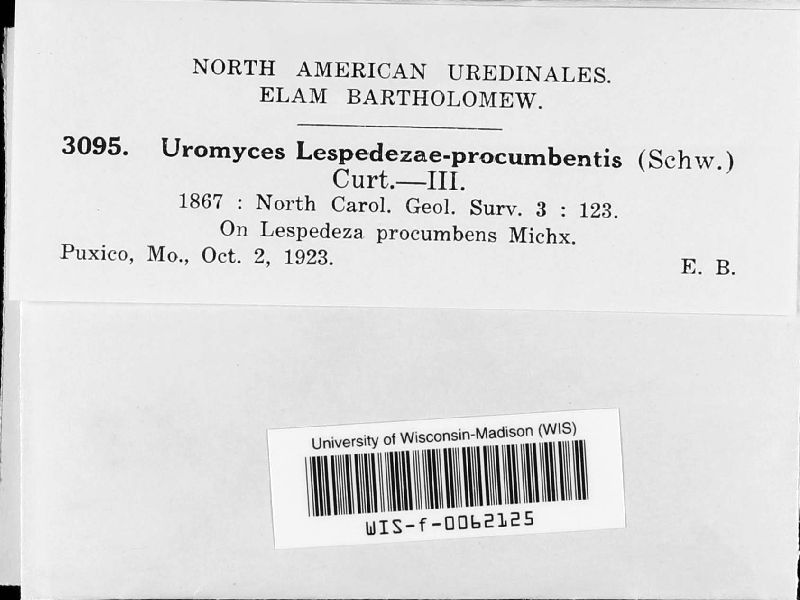 NORTH AMERICAN UREDINALES.
ELAM BARTHOLOMEW.
3095. Uromyces Lespedezae-procumbentis (Schw.)
Curt.—III.
1867 : North Carol. Geol. Surv. 3 : 123.
On Lespedeza procumbens Michx.
Puxico, Mo., Oct. 2, 1923. E. B.
University of Wisconsin-Madison (WIS)
WIS-f-0062125